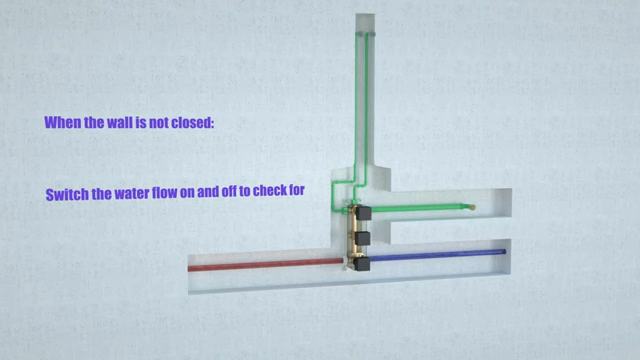 When the wall is not closed:
Switch the water flow on and off to check for